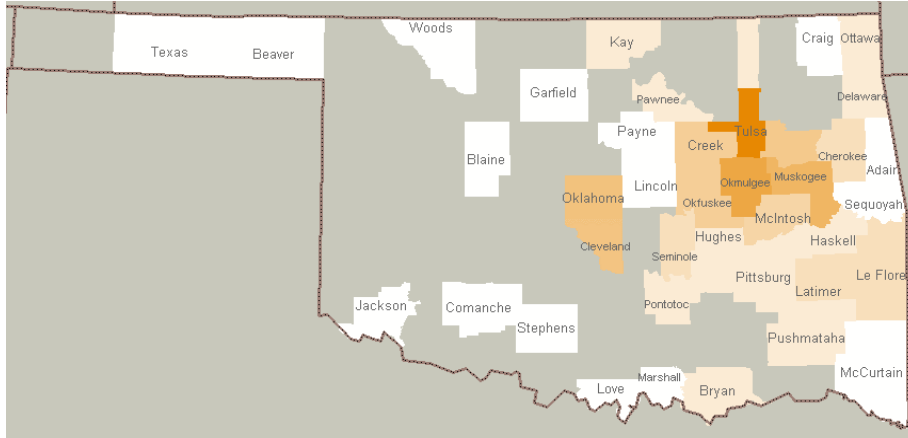 Woods
Craig
Ottawa
Texas
Beaver
Kay
Garfield
Pawnee
Delaware
Payne
Tulsa
Creek
Blaine
Cherokee
Adair
Okmulgee
Muskogee
Lincoln
Oklahoma
Okfuskee
Sequoyah
McIntosh
Cleveland
Hughes
Haskell
Seminole
Pittsburg
Le Flore
Latimer
Jackson
Comanche
Pontotoc
Stephens
Pushmataha
McCurtain
Marshall
Love
Bryan